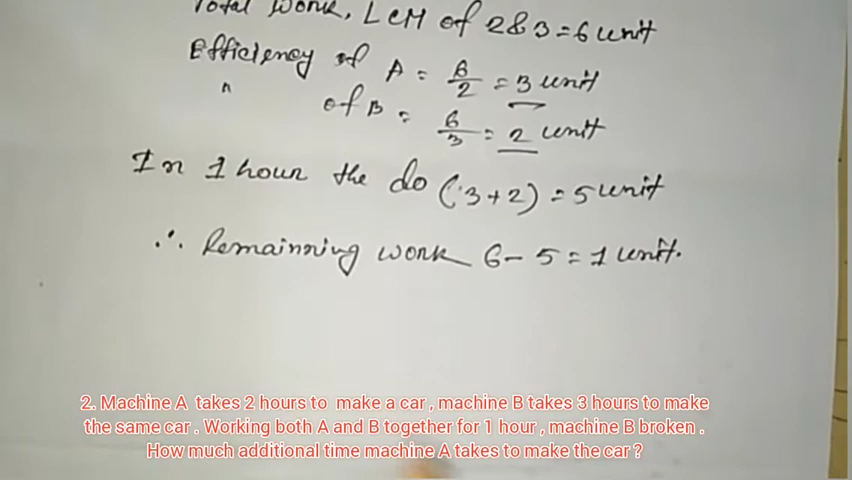 Total Work, LCM of 2&3 = 6 unit
Efficiency of A = 6/2 = 3 unit
" of B = 6/3 = 2 unit
In 1 hour the do (3+2) = 5 unit
∴ Remainning work 6 - 5 = 1 unit.
2. Machine A takes 2 hours to make a car , machine B takes 3 hours to make
the same car . Working both A and B together for 1 hour , machine B broken .
How much additional time machine A takes to make the car ?